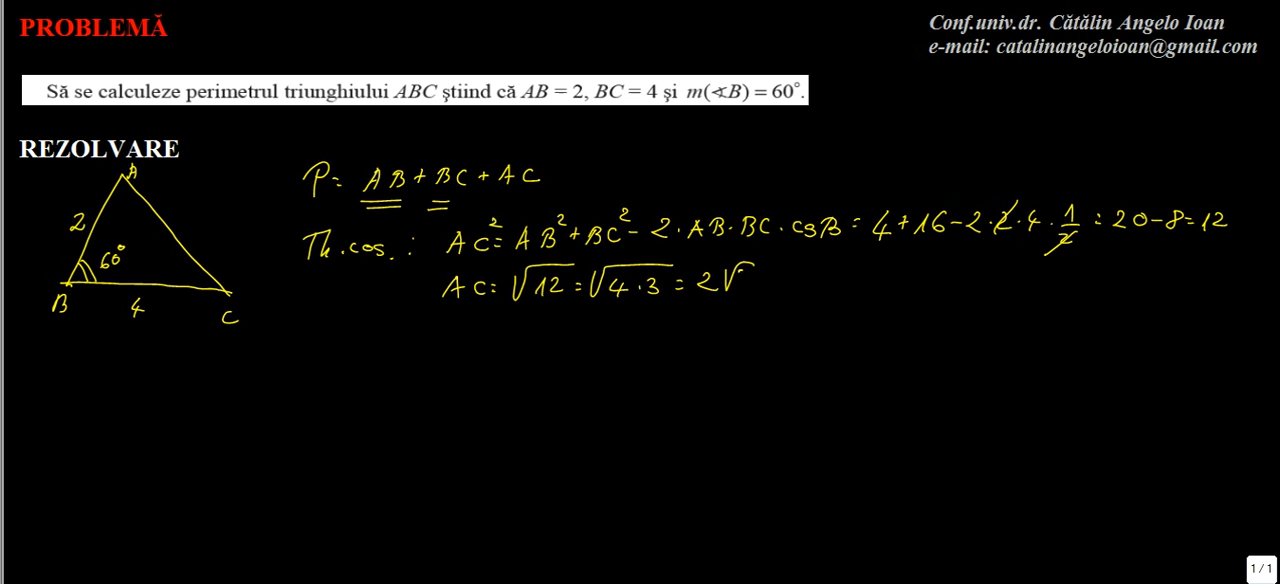 PROBLEMĂ
Conf.univ.dr. Cătălin Angelo Ioan
e-mail: catalinangeloioan@gmail.com
Să se calculeze perimetrul triunghiului ABC ştiind că AB = 2, BC = 4 şi m(∢B) = 60°.
REZOLVARE
A
2
60°
B
4
C
P = AB + BC + AC
Th. cos. : AC² = AB² + BC² - 2 · AB · BC · cosB = 4 + 16 - 2 · 2 · 4 · 1/2 = 20 - 8 = 12
AC = √12 = √4 · 3 = 2√
1 / 1